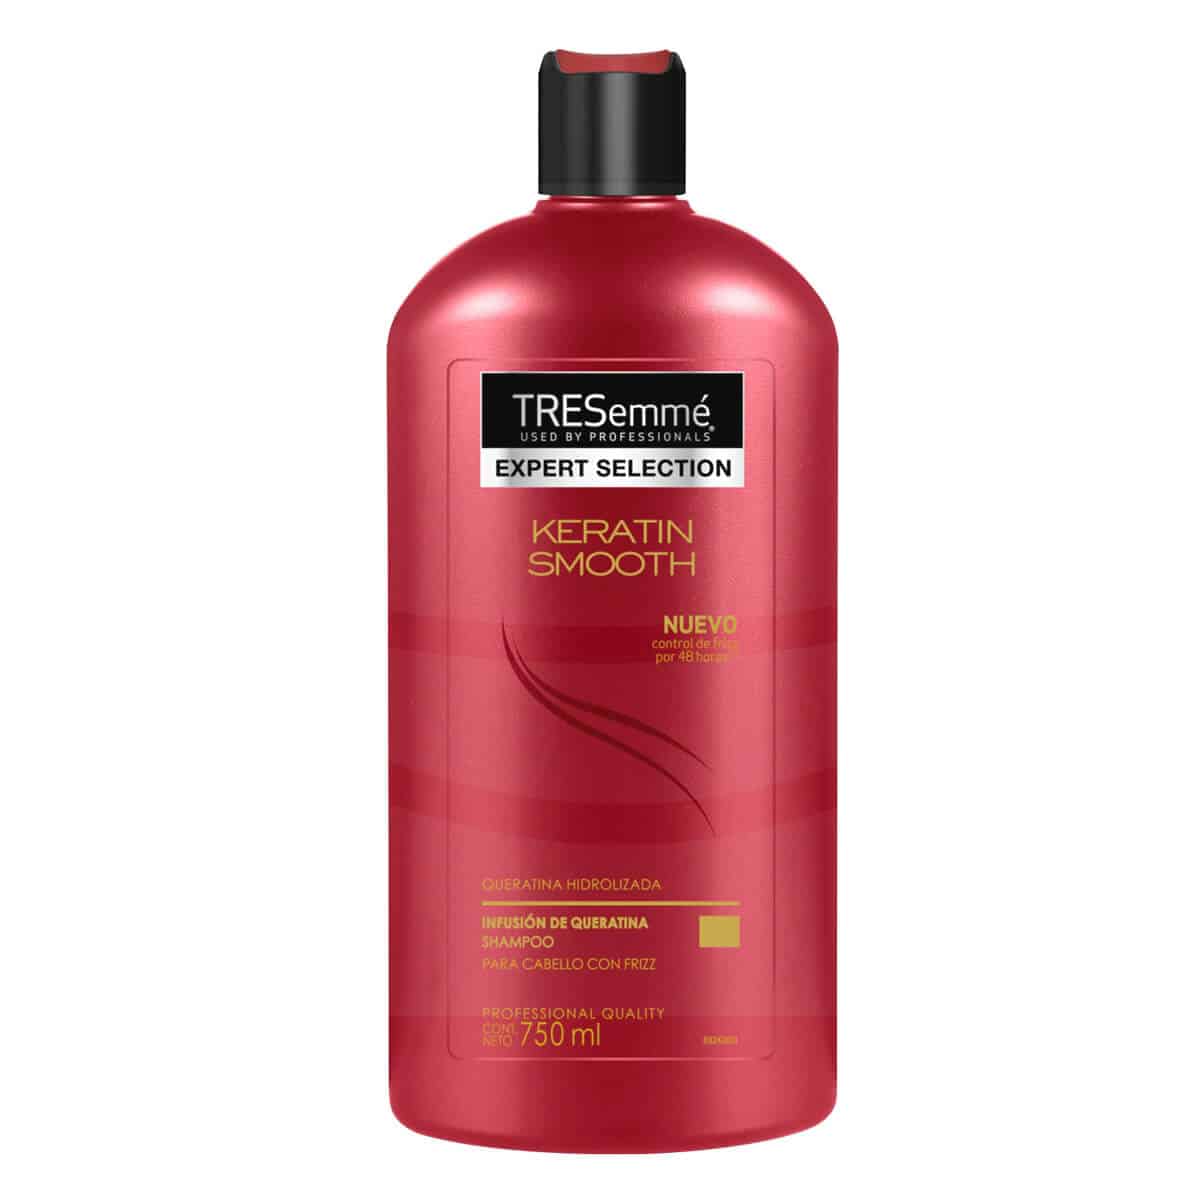 TRESemmé®
USED BY PROFESSIONALS
EXPERT SELECTION
KERATIN
SMOOTH
NUEVO
control de frizz
por 48 horas
QUERATINA HIDROLIZADA
INFUSIÓN DE QUERATINA
SHAMPOO
PARA CABELLO CON FRIZZ
PROFESSIONAL QUALITY
CONT.
NETO 750 ml